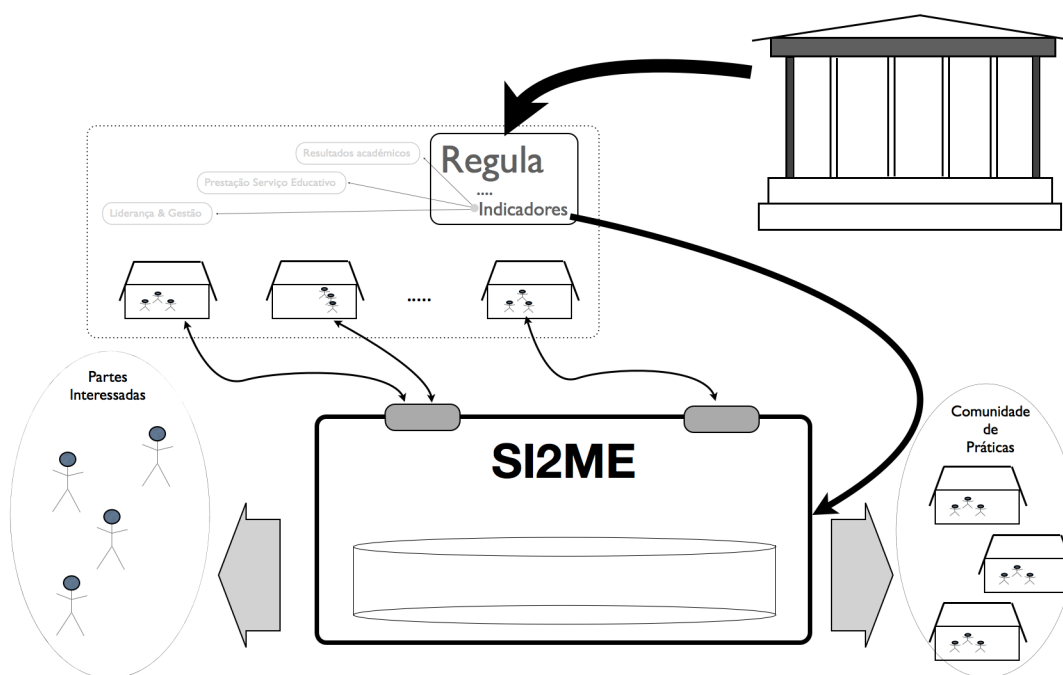 Regula
....
Indicadores
Resultados académicos
Prestação Serviço Educativo
Liderança & Gestão
.....
Partes
Interessadas
SI2ME
Comunidade
de
Práticas